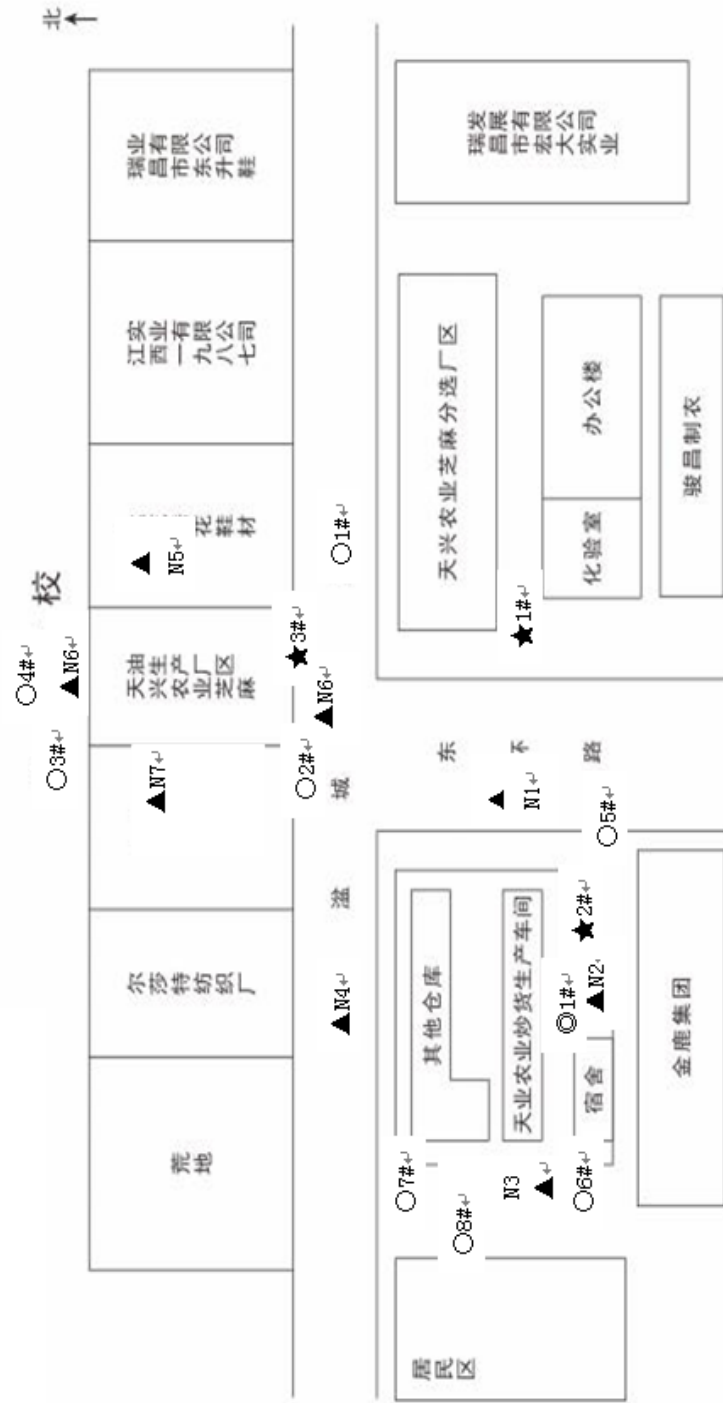 北
校
○4#
▲N6
○3#
荒地
尔莎特纺织厂
▲N7
天兴农业芝麻
油生产厂区
▲N5
花鞋材
江西一九八七
实业有限公司
瑞昌市东升鞋
业有限公司
★3#
○2#
▲N4
湓
城
▲N6
○1#
居民区
○7#
○8#
N3
▲
○6#
其他仓库
天业农业炒货生产车间
宿舍
◎1#
▲N2
★2#
金鹿集团
东
不
路
▲
N1
○5#
天兴农业芝麻分选厂区
★1#
化验室
办公楼
骏昌制衣
瑞昌市宏大实业
发展有限公司